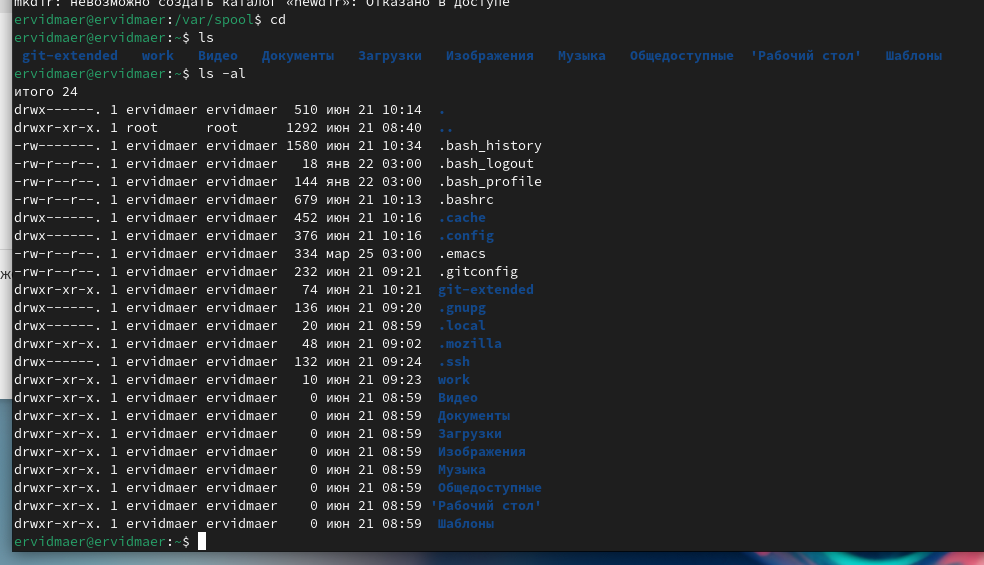 mkdir: невозможно создать каталог «newdir»: Отказано в доступе
ervidmaer@ervidmaer:/var/spool$ cd
ervidmaer@ervidmaer:~$ ls
git-extended work Видео Документы Загрузки Изображения Музыка Общедоступные 'Рабочий стол' Шаблоны
ervidmaer@ervidmaer:~$ ls -al
итого 24
drwx------. 1 ervidmaer ervidmaer 510 июн 21 10:14 .
drwxr-xr-x. 1 root root 1292 июн 21 08:40 ..
-rw-------. 1 ervidmaer ervidmaer 1580 июн 21 10:34 .bash_history
-rw-r--r--. 1 ervidmaer ervidmaer 18 янв 22 03:00 .bash_logout
-rw-r--r--. 1 ervidmaer ervidmaer 144 янв 22 03:00 .bash_profile
-rw-r--r--. 1 ervidmaer ervidmaer 679 июн 21 10:13 .bashrc
drwx------. 1 ervidmaer ervidmaer 452 июн 21 10:16 .cache
drwx------. 1 ervidmaer ervidmaer 376 июн 21 10:16 .config
-rw-r--r--. 1 ervidmaer ervidmaer 334 мар 25 03:00 .emacs
-rw-r--r--. 1 ervidmaer ervidmaer 232 июн 21 09:21 .gitconfig
drwxr-xr-x. 1 ervidmaer ervidmaer 74 июн 21 10:21 git-extended
drwx------. 1 ervidmaer ervidmaer 136 июн 21 09:20 .gnupg
drwx------. 1 ervidmaer ervidmaer 20 июн 21 08:59 .local
drwxr-xr-x. 1 ervidmaer ervidmaer 48 июн 21 09:02 .mozilla
drwx------. 1 ervidmaer ervidmaer 132 июн 21 09:24 .ssh
drwxr-xr-x. 1 ervidmaer ervidmaer 10 июн 21 09:23 work
drwxr-xr-x. 1 ervidmaer ervidmaer 0 июн 21 08:59 Видео
drwxr-xr-x. 1 ervidmaer ervidmaer 0 июн 21 08:59 Документы
drwxr-xr-x. 1 ervidmaer ervidmaer 0 июн 21 08:59 Загрузки
drwxr-xr-x. 1 ervidmaer ervidmaer 0 июн 21 08:59 Изображения
drwxr-xr-x. 1 ervidmaer ervidmaer 0 июн 21 08:59 Музыка
drwxr-xr-x. 1 ervidmaer ervidmaer 0 июн 21 08:59 Общедоступные
drwxr-xr-x. 1 ervidmaer ervidmaer 0 июн 21 08:59 'Рабочий стол'
drwxr-xr-x. 1 ervidmaer ervidmaer 0 июн 21 08:59 Шаблоны
ervidmaer@ervidmaer:~$